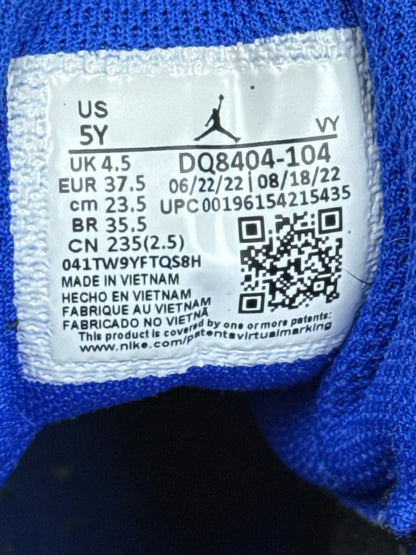 US
5Y
VY
UK 4.5
DQ8404-104
EUR 37.5
06/22/22 | 08/18/22
cm 23.5
UPC 00196154215435
BR 35.5
CN 235(2.5)
041TW9YFTQS8H
MADE IN VIETNAM
HECHO EN VIETNAM
FABRIQUE AU VIETNAM
FABRICADO NO VIETNÃ
This product is covered by one or more patents:
www.nike.com/patentsvirtualmarking